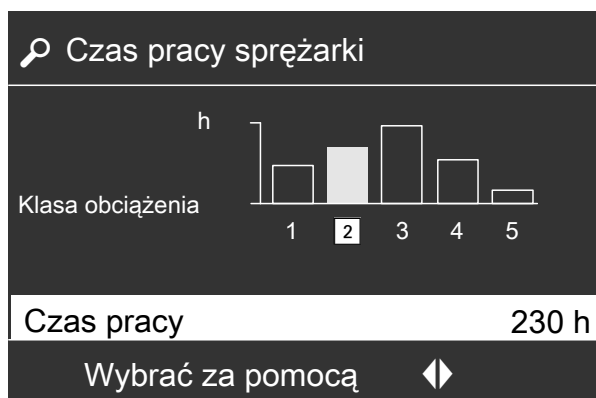 Czas pracy sprężarki
h
Klasa obciążenia
1 2 3 4 5
Czas pracy 230 h
Wybrać za pomocą